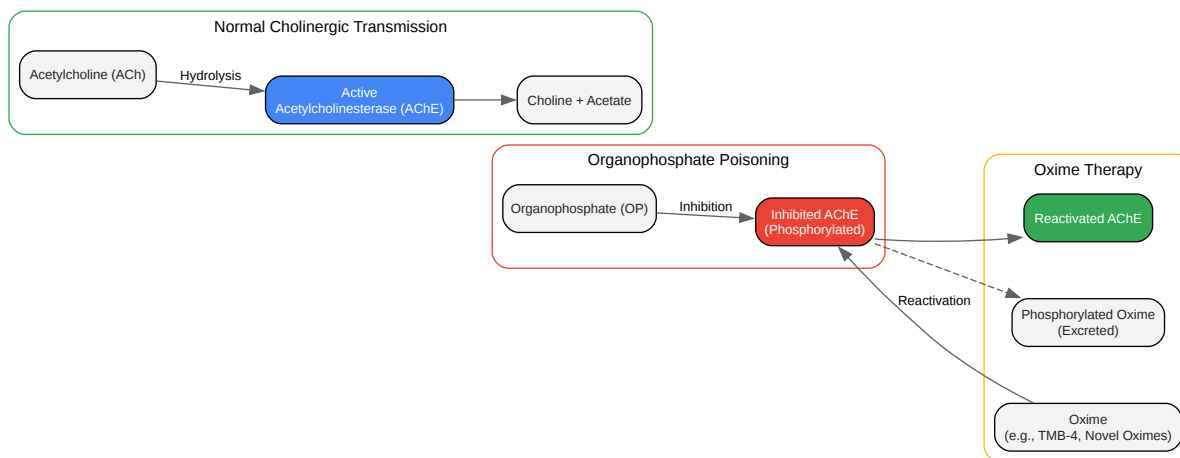 Normal Cholinergic Transmission
Acetylcholine (ACh)
Hydrolysis
Active
Acetylcholinesterase (AChE)
Choline + Acetate
Organophosphate Poisoning
Organophosphate (OP)
Inhibition
Inhibited AChE
(Phosphorylated)
Oxime Therapy
Reactivated AChE
Reactivation
Phosphorylated Oxime
(Excreted)
Oxime
(e.g., TMB-4, Novel Oximes)